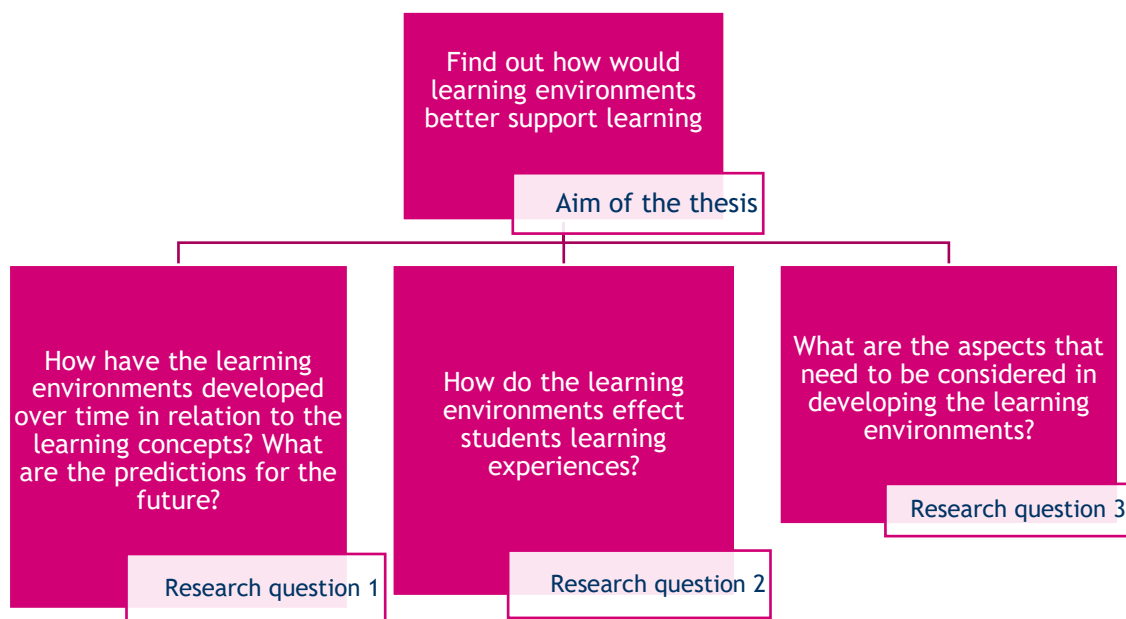 Find out how would
learning environments
better support learning
Aim of the thesis
How have the learning
environments developed
over time in relation to the
learning concepts? What
are the predictions for the
future?
Research question 1
How do the learning
environments effect
students learning
experiences?
Research question 2
What are the aspects that
need to be considered in
developing the learning
environments?
Research question 3